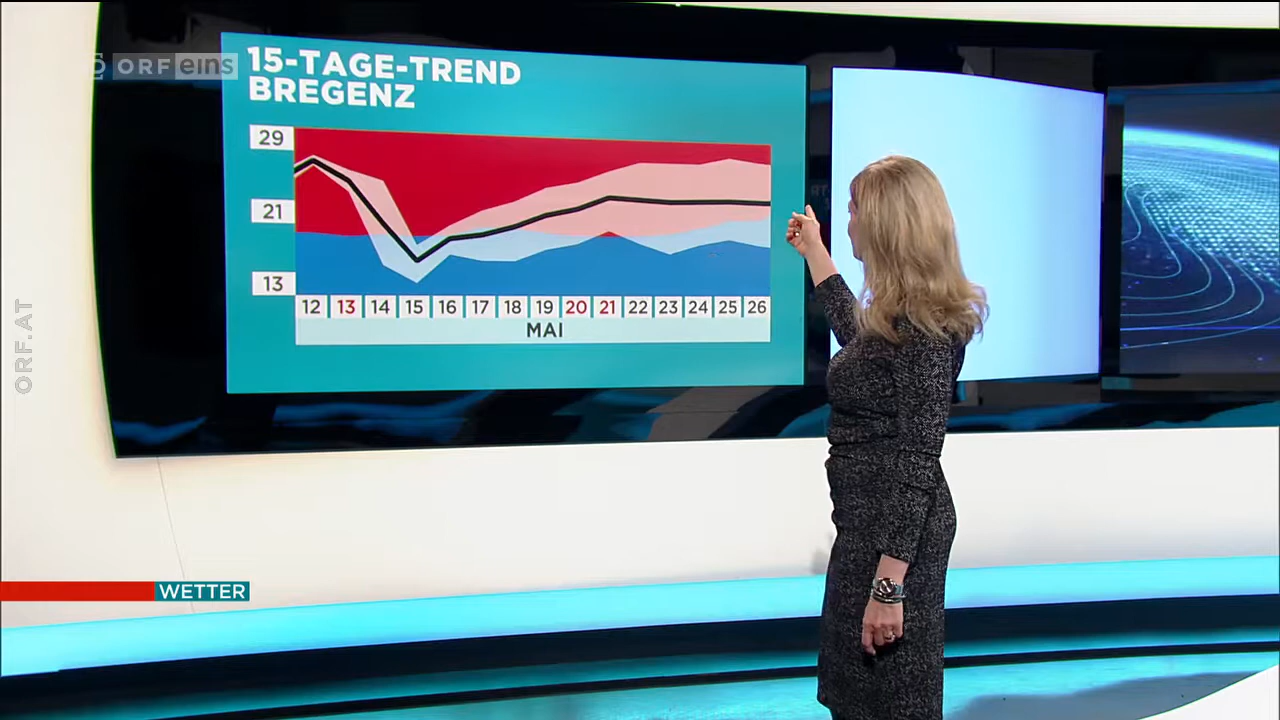 ORF eins
15-TAGE-TREND
BREGENZ
29
21
13
12 13 14 15 16 17 18 19 20 21 22 23 24 25 26
MAI
ORF.AT
WETTER